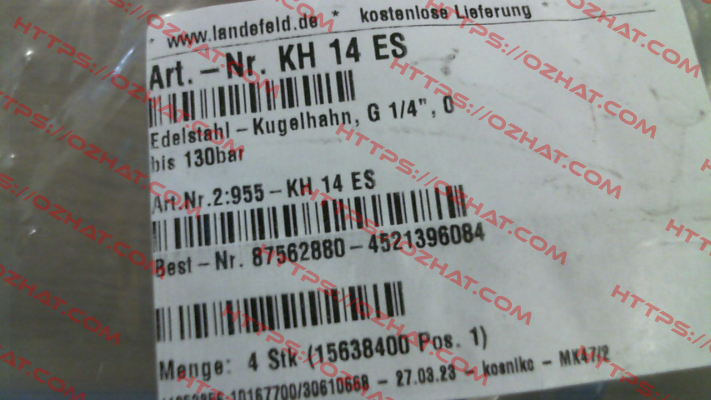 * www.landefeld.de * kostenlose Lieferung *
Art.-Nr. KH 14 ES
Edelstahl-Kugelhahn, G 1/4", 0
bis 130bar
Art.Nr.2:955-KH 14 ES
Best-Nr. 87562880-4521396084
Menge: 4 Stk (15638400 Pos. 1)
10167700/30610668 - 27.03.23 - kosniko - MK47/2
HTTPS://OZHAT.COM